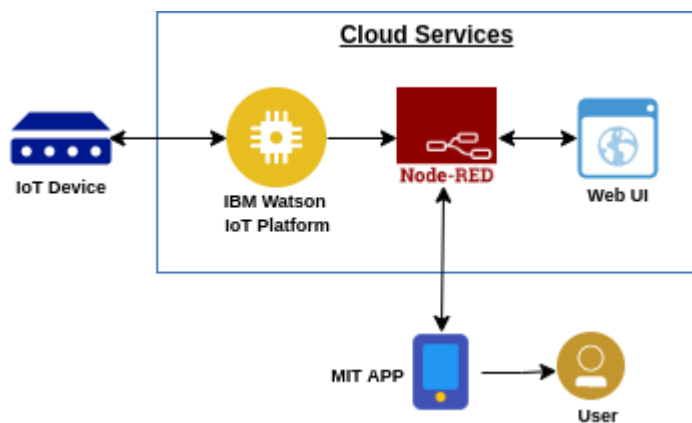 Cloud Services
IoT Device
IBM Watson
IoT Platform
Node-RED
Web UI
MIT APP
User